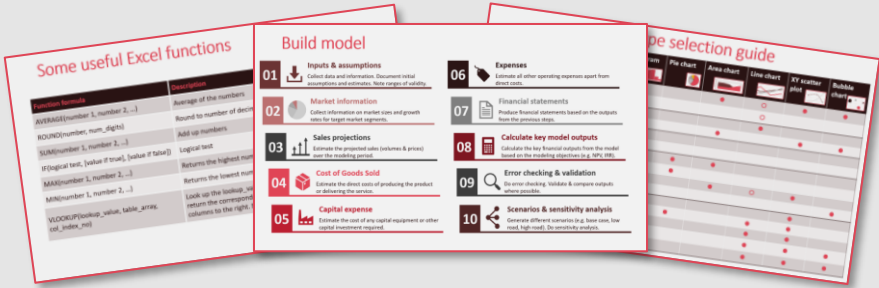 Some useful Excel functions
Function formula
Description
AVERAGE(number 1, number 2, ...)
Average of the numbers
ROUND(number, num_digits)
Round to number of decim
SUM(number 1, number 2, ...)
Add up numbers
IF(logical test, [value if true], [value if false])
Logical test
MAX(number 1, number 2, ...)
Returns the highest num
MIN(number 1, number 2, ...)
Returns the lowest num
VLOOKUP(lookup_value, table_array,
col_index_no)
Look up the lookup_va
return the correspond
columns to the right,
Build model
01
Inputs & assumptions
Collect data and information. Document initial
assumptions and estimates. Note ranges of validity.
02
Market information
Collect information on market sizes and growth
rates for target market segments.
03
Sales projections
Estimate the projected sales (volumes & prices)
over the modeling period.
04
Cost of Goods Sold
Estimate the direct costs of producing the product
or delivering the service.
05
Capital expense
Estimate the cost of any capital equipment or other
capital investment required.
06
Expenses
Estimate all other operating expenses apart from
direct costs.
07
Financial statements
Produce financial statements based on the outputs
from the previous steps.
08
Calculate key model outputs
Calculate the key financial outputs from the model
based on the modeling objectives (e.g. NPV, IRR).
09
Error checking & validation
Do error checking. Validate & compare outputs
where possible.
10
Scenarios & sensitivity analysis
Generate different scenarios (e.g. base case, low
road, high road). Do sensitivity analysis.
pe selection guide
ram
Pie chart
Area chart
Line chart
XY scatter
plot
Bubble
chart